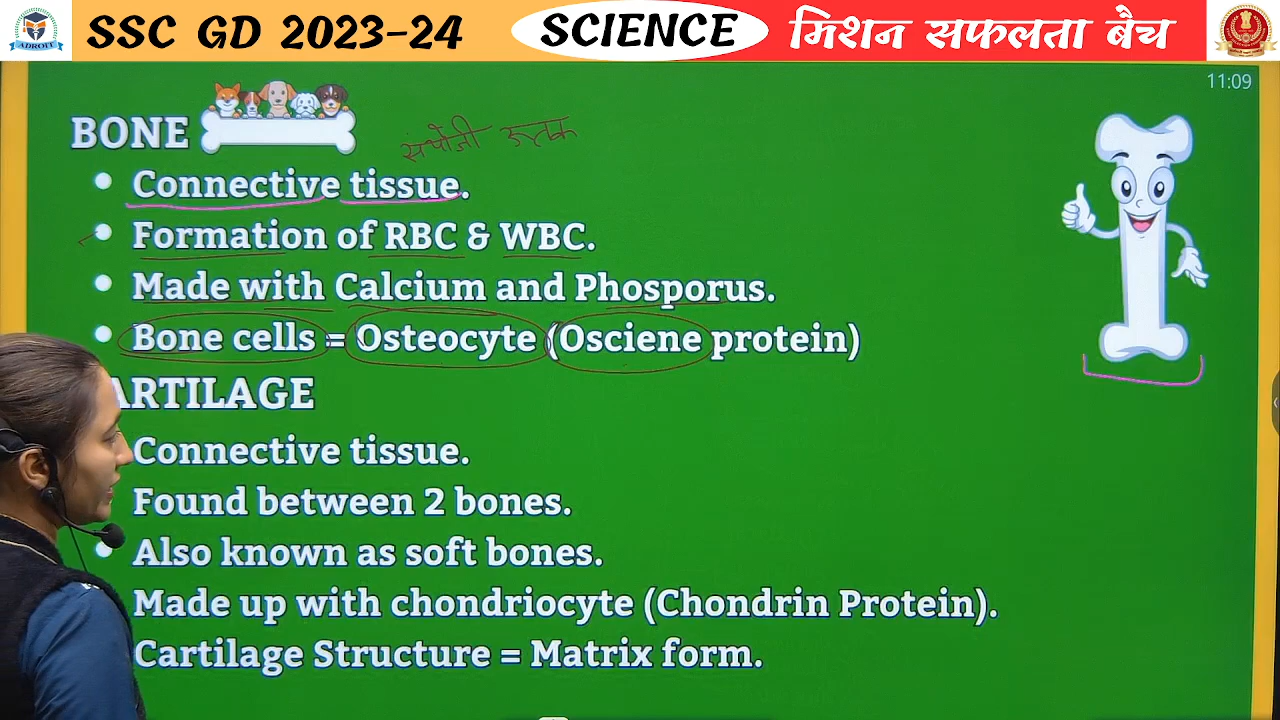 SSC GD 2023-24 SCIENCE मिशन सफलता बैच
ADROIT
11:09
BONE
संयोजी ऊतक
• Connective tissue.
• Formation of RBC & WBC.
• Made with Calcium and Phosporus.
• Bone cells = Osteocyte (Osciene protein)
ARTILAGE
Connective tissue.
Found between 2 bones.
• Also known as soft bones.
Made up with chondriocyte (Chondrin Protein).
Cartilage Structure = Matrix form.